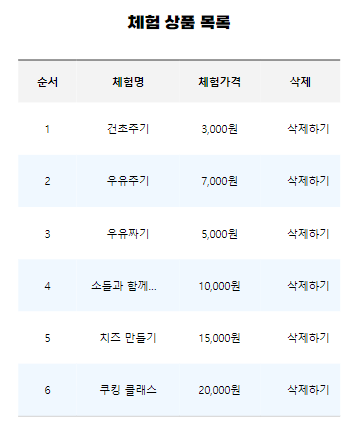 체험 상품 목록
순서 체험명 체험가격 삭제
1 건초주기 3,000원 삭제하기
2 우유주기 7,000원 삭제하기
3 우유짜기 5,000원 삭제하기
4 소들과 함께... 10,000원 삭제하기
5 치즈 만들기 15,000원 삭제하기
6 쿠킹 클래스 20,000원 삭제하기